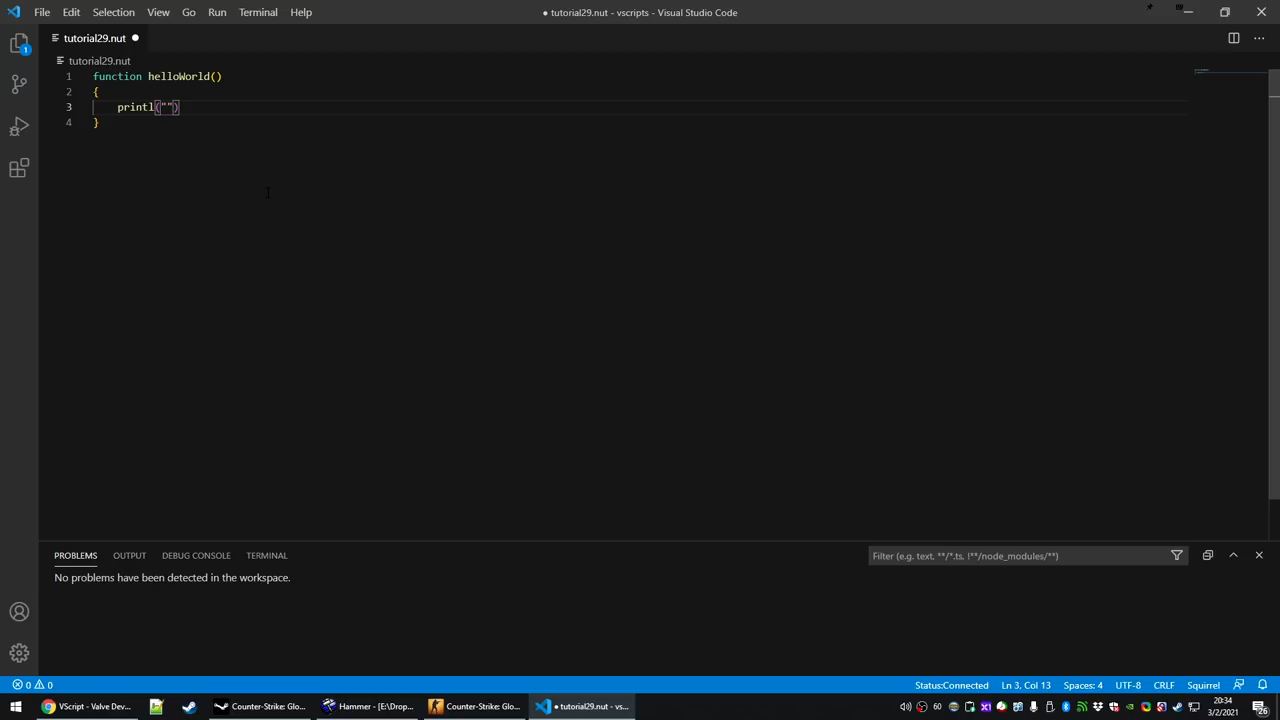 File Edit Selection View Go Run Terminal Help
● tutorial29.nut - vscripts - Visual Studio Code
tutorial29.nut ●
tutorial29.nut
1 function helloWorld()
2 {
3 printl("")
4 }
1
PROBLEMS OUTPUT DEBUG CONSOLE TERMINAL
Filter (e.g. text, **/*.ts, !**/node_modules/**)
No problems have been detected in the workspace.
0 0
Status:Connected Ln 3, Col 13 Spaces: 4 UTF-8 CRLF Squirrel
VScript - Valve Dev... Counter-Strike: Glo... Hammer - [E:\Drop... Counter-Strike: Glo... ● tutorial29.nut - vs...
60
20:34
3/2/2021
26